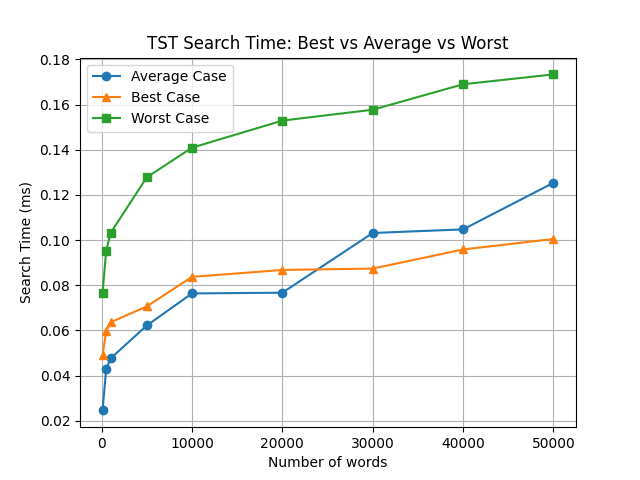 TST Search Time: Best vs Average vs Worst
Average Case
Best Case
Worst Case
Search Time (ms)
0.18
0.16
0.14
0.12
0.10
0.08
0.06
0.04
0.02
0 10000 20000 30000 40000 50000
Number of words